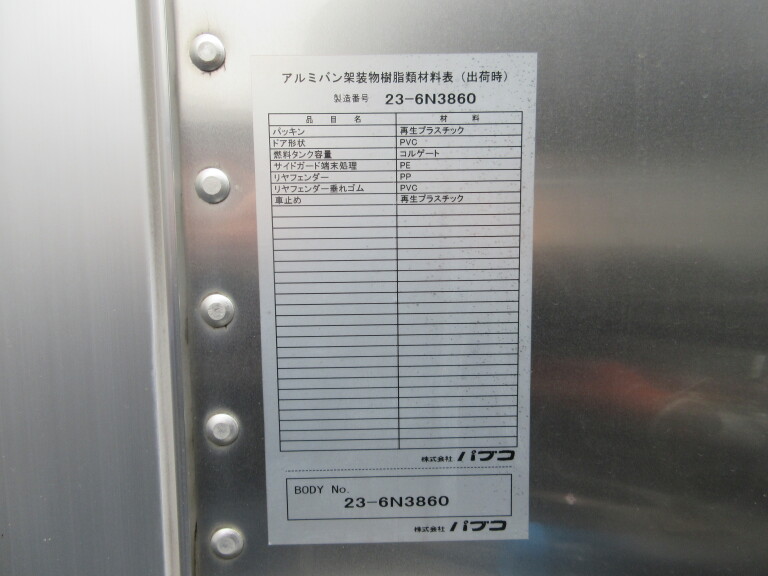 アルミバン架装物樹脂類材料表（出荷時）
製造番号 23-6N3860
品目名 材料
パッキン 再生プラスチック
ドア形状 PVC
燃料タンク容量 コルゲート
サイドガード端末処理 PE
リヤフェンダー PP
リヤフェンダー垂れゴム PVC
車止め 再生プラスチック
株式会社 パブコ
BODY No.
23-6N3860
株式会社 パブコ